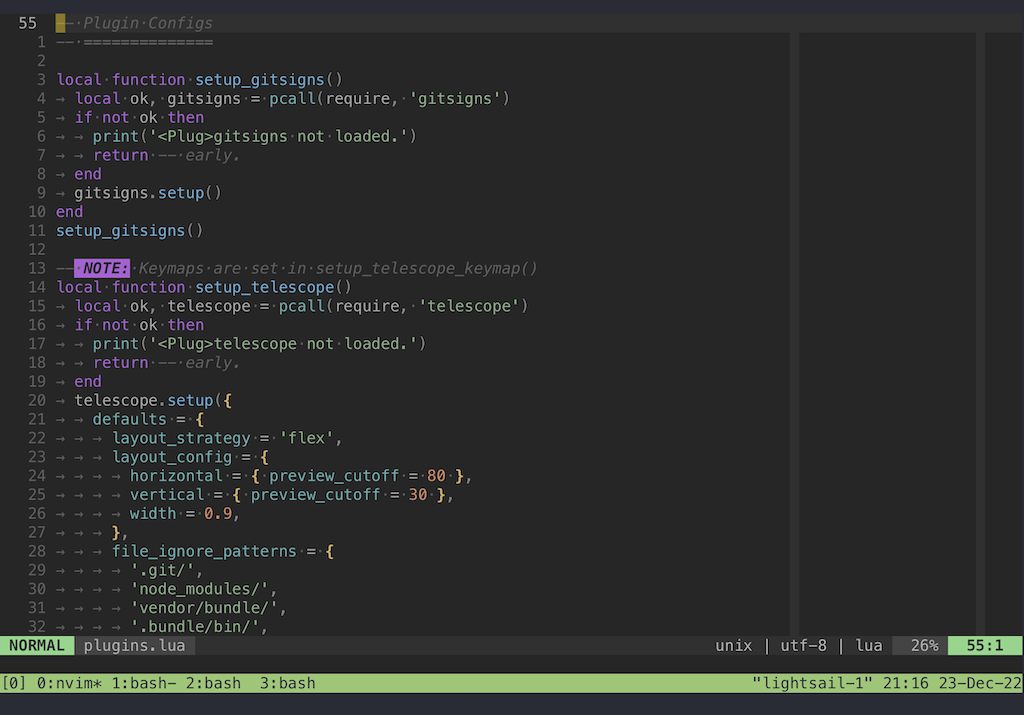 55 -- Plugin Configs
1 -- ==============
2
3 local function setup_gitsigns()
4 → local ok, gitsigns = pcall(require, 'gitsigns')
5 → if not ok then
6 → → print('<Plug>gitsigns not loaded.')
7 → → return -- early.
8 → end
9 → gitsigns.setup()
10 end
11 setup_gitsigns()
12
13 -- NOTE: Keymaps are set in setup_telescope_keymap()
14 local function setup_telescope()
15 → local ok, telescope = pcall(require, 'telescope')
16 → if not ok then
17 → → print('<Plug>telescope not loaded.')
18 → → return -- early.
19 → end
20 → telescope.setup({
21 → → defaults = {
22 → → → layout_strategy = 'flex',
23 → → → layout_config = {
24 → → → → horizontal = { preview_cutoff = 80 },
25 → → → → vertical = { preview_cutoff = 30 },
26 → → → → width = 0.9,
27 → → → },
28 → → → file_ignore_patterns = {
29 → → → → '.git/',
30 → → → → 'node_modules/',
31 → → → → 'vendor/bundle/',
32 → → → → '.bundle/bin/',
NORMAL plugins.lua unix | utf-8 | lua 26% 55:1
[0] 0:nvim* 1:bash- 2:bash 3:bash "lightsail-1" 21:16 23-Dec-22